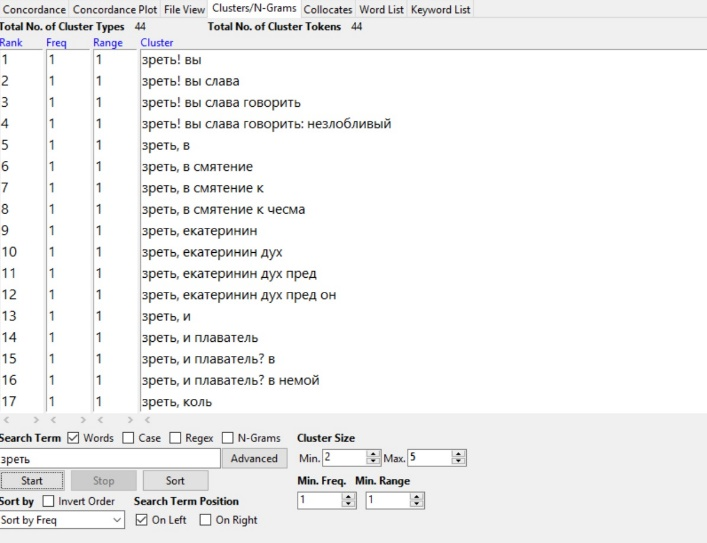 Concordance Concordance Plot File View Clusters/N-Grams Collocates Word List Keyword List
Total No. of Cluster Types 44 Total No. of Cluster Tokens 44
Rank Freq Range Cluster
1 1 1 зреть! вы
2 1 1 зреть! вы слава
3 1 1 зреть! вы слава говорить
4 1 1 зреть! вы слава говорить: незлобливый
5 1 1 зреть, в
6 1 1 зреть, в смятение
7 1 1 зреть, в смятение к
8 1 1 зреть, в смятение к чесма
9 1 1 зреть, екатеринин
10 1 1 зреть, екатеринин дух
11 1 1 зреть, екатеринин дух пред
12 1 1 зреть, екатеринин дух пред он
13 1 1 зреть, и
14 1 1 зреть, и плаватель
15 1 1 зреть, и плаватель? в
16 1 1 зреть, и плаватель? в немой
17 1 1 зреть, коль
Search Term Words Case Regex N-Grams Cluster Size
зреть Advanced Min. 2 Max. 5
Start Stop Sort Min. Freq. Min. Range
Sort by Invert Order Search Term Position 1 1
Sort by Freq On Left On Right